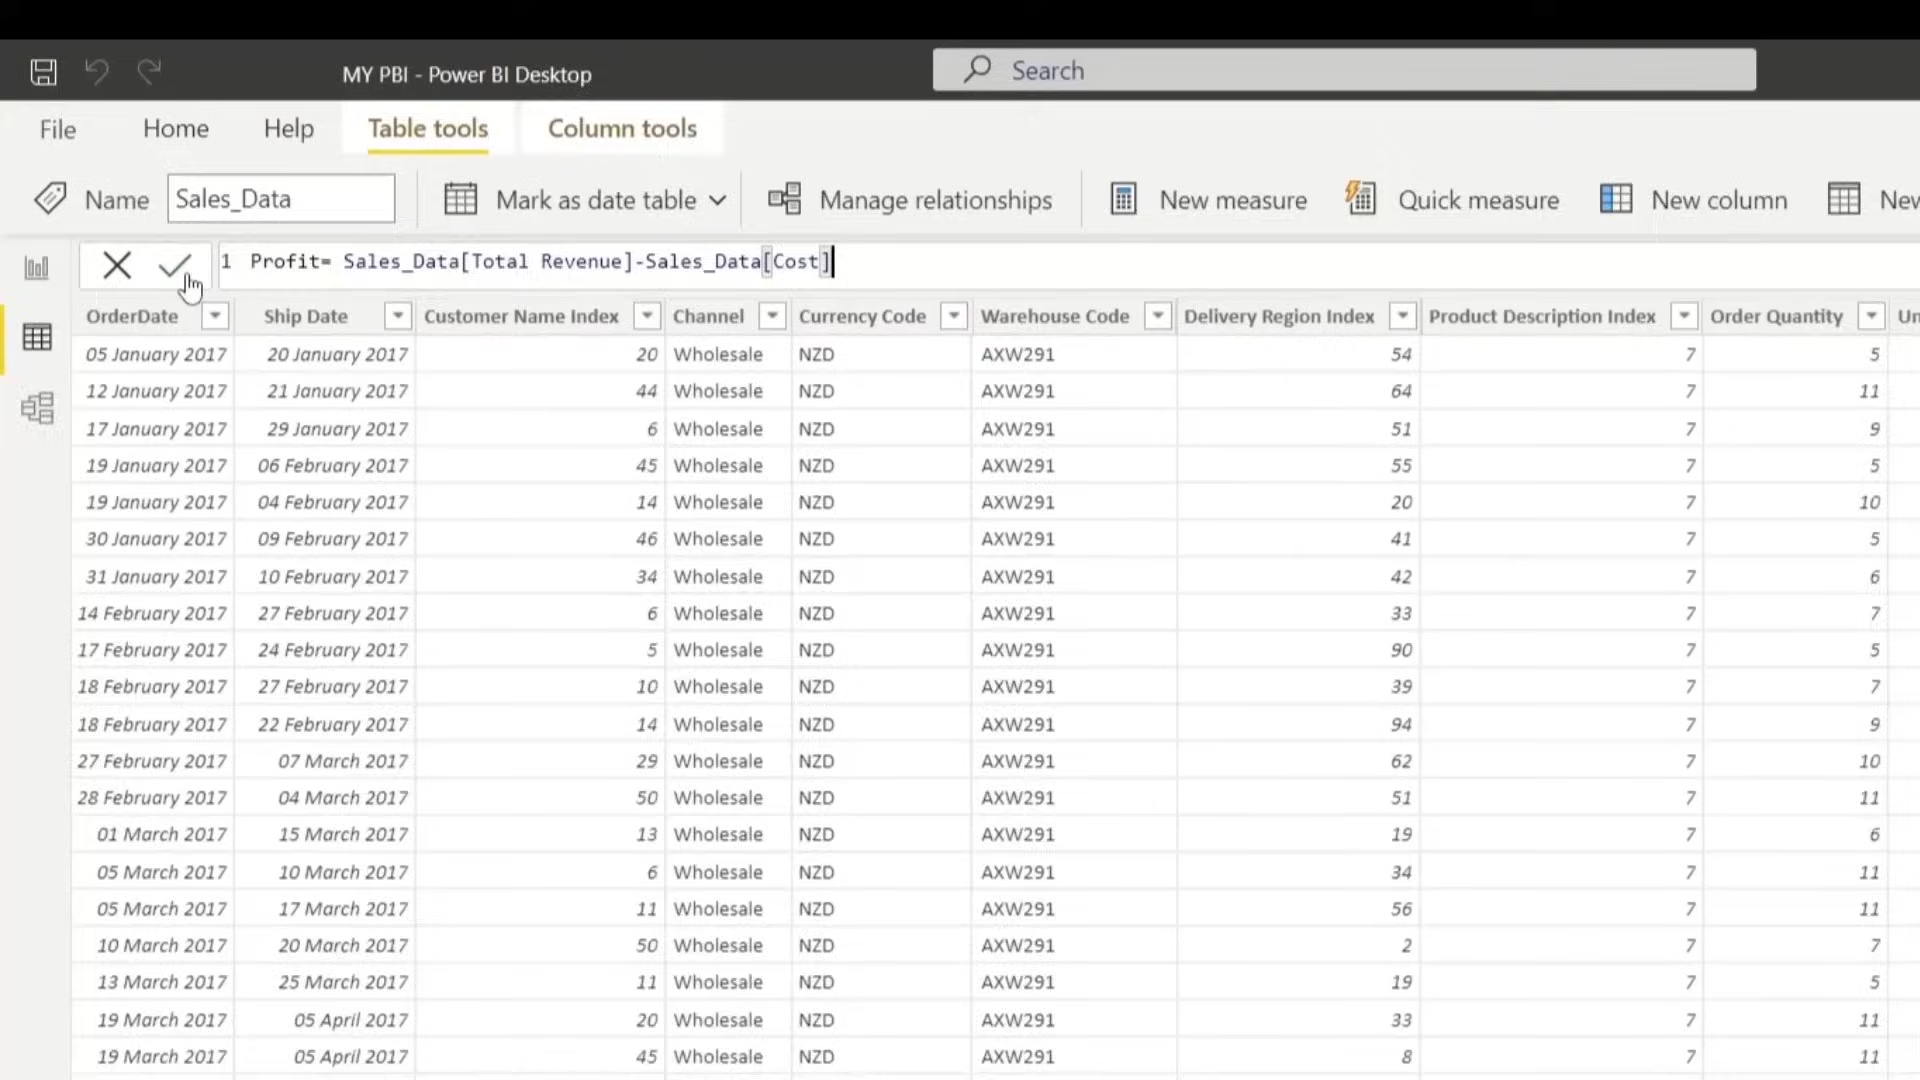 MY PBI - Power BI Desktop
Search
File Home Help Table tools Column tools
Name Sales_Data Mark as date table Manage relationships New measure Quick measure New column
1 Profit= Sales_Data[Total Revenue]-Sales_Data[Cost]
OrderDate Ship Date Customer Name Index Channel Currency Code Warehouse Code Delivery Region Index Product Description Index Order Quantity
05 January 2017 20 January 2017 20 Wholesale NZD AXW291 54 7 5
12 January 2017 21 January 2017 44 Wholesale NZD AXW291 64 7 11
17 January 2017 29 January 2017 6 Wholesale NZD AXW291 51 7 9
19 January 2017 06 February 2017 45 Wholesale NZD AXW291 55 7 5
19 January 2017 04 February 2017 14 Wholesale NZD AXW291 20 7 10
30 January 2017 09 February 2017 46 Wholesale NZD AXW291 41 7 5
31 January 2017 10 February 2017 34 Wholesale NZD AXW291 42 7 6
14 February 2017 27 February 2017 6 Wholesale NZD AXW291 33 7 7
17 February 2017 24 February 2017 5 Wholesale NZD AXW291 90 7 5
18 February 2017 27 February 2017 10 Wholesale NZD AXW291 39 7 7
18 February 2017 22 February 2017 14 Wholesale NZD AXW291 94 7 9
27 February 2017 07 March 2017 29 Wholesale NZD AXW291 62 7 10
28 February 2017 04 March 2017 50 Wholesale NZD AXW291 51 7 11
01 March 2017 15 March 2017 13 Wholesale NZD AXW291 19 7 6
05 March 2017 10 March 2017 6 Wholesale NZD AXW291 34 7 11
05 March 2017 17 March 2017 11 Wholesale NZD AXW291 56 7 11
10 March 2017 20 March 2017 50 Wholesale NZD AXW291 2 7 7
13 March 2017 25 March 2017 11 Wholesale NZD AXW291 19 7 5
19 March 2017 05 April 2017 20 Wholesale NZD AXW291 33 7 11
19 March 2017 05 April 2017 45 Wholesale NZD AXW291 8 7 11